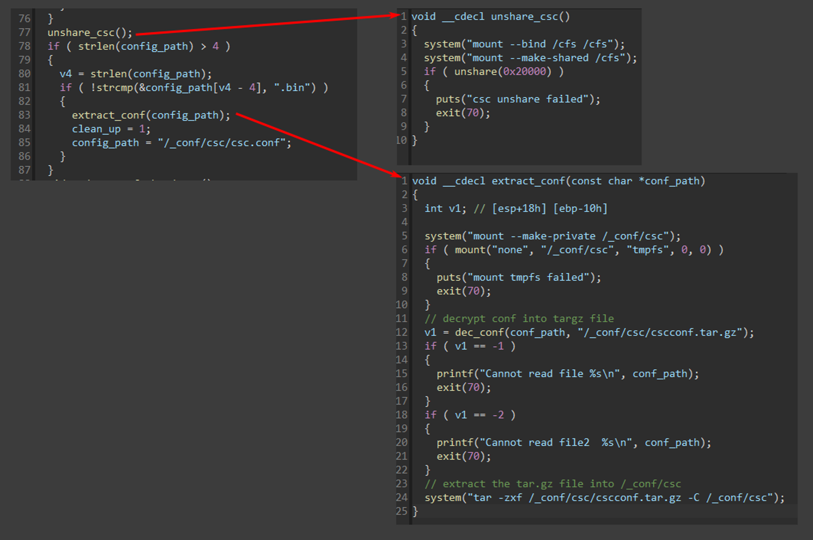 76 }
77 unshare_csc();
78 if ( strlen(config_path) > 4 )
79 {
80 v4 = strlen(config_path);
81 if ( !strcmp(&config_path[v4 - 4], ".bin") )
82 {
83 extract_conf(config_path);
84 clean_up = 1;
85 config_path = "/_conf/csc/csc.conf";
86 }
87 }
1 void __cdecl unshare_csc()
2 {
3 system("mount --bind /cfs /cfs");
4 system("mount --make-shared /cfs");
5 if ( unshare(0x20000) )
6 {
7 puts("csc unshare failed");
8 exit(70);
9 }
10 }
1 void __cdecl extract_conf(const char *conf_path)
2 {
3 int v1; // [esp+18h] [ebp-10h]
4
5 system("mount --make-private /_conf/csc");
6 if ( mount("none", "/_conf/csc", "tmpfs", 0, 0) )
7 {
8 puts("mount tmpfs failed");
9 exit(70);
10 }
11 // decrypt conf into targz file
12 v1 = dec_conf(conf_path, "/_conf/csc/cscconf.tar.gz");
13 if ( v1 == -1 )
14 {
15 printf("Cannot read file %s\n", conf_path);
16 exit(70);
17 }
18 if ( v1 == -2 )
19 {
20 printf("Cannot read file2  %s\n", conf_path);
21 exit(70);
22 }
23 // extract the tar.gz file into /_conf/csc
24 system("tar -zxf /_conf/csc/cscconf.tar.gz -C /_conf/csc");
25 }